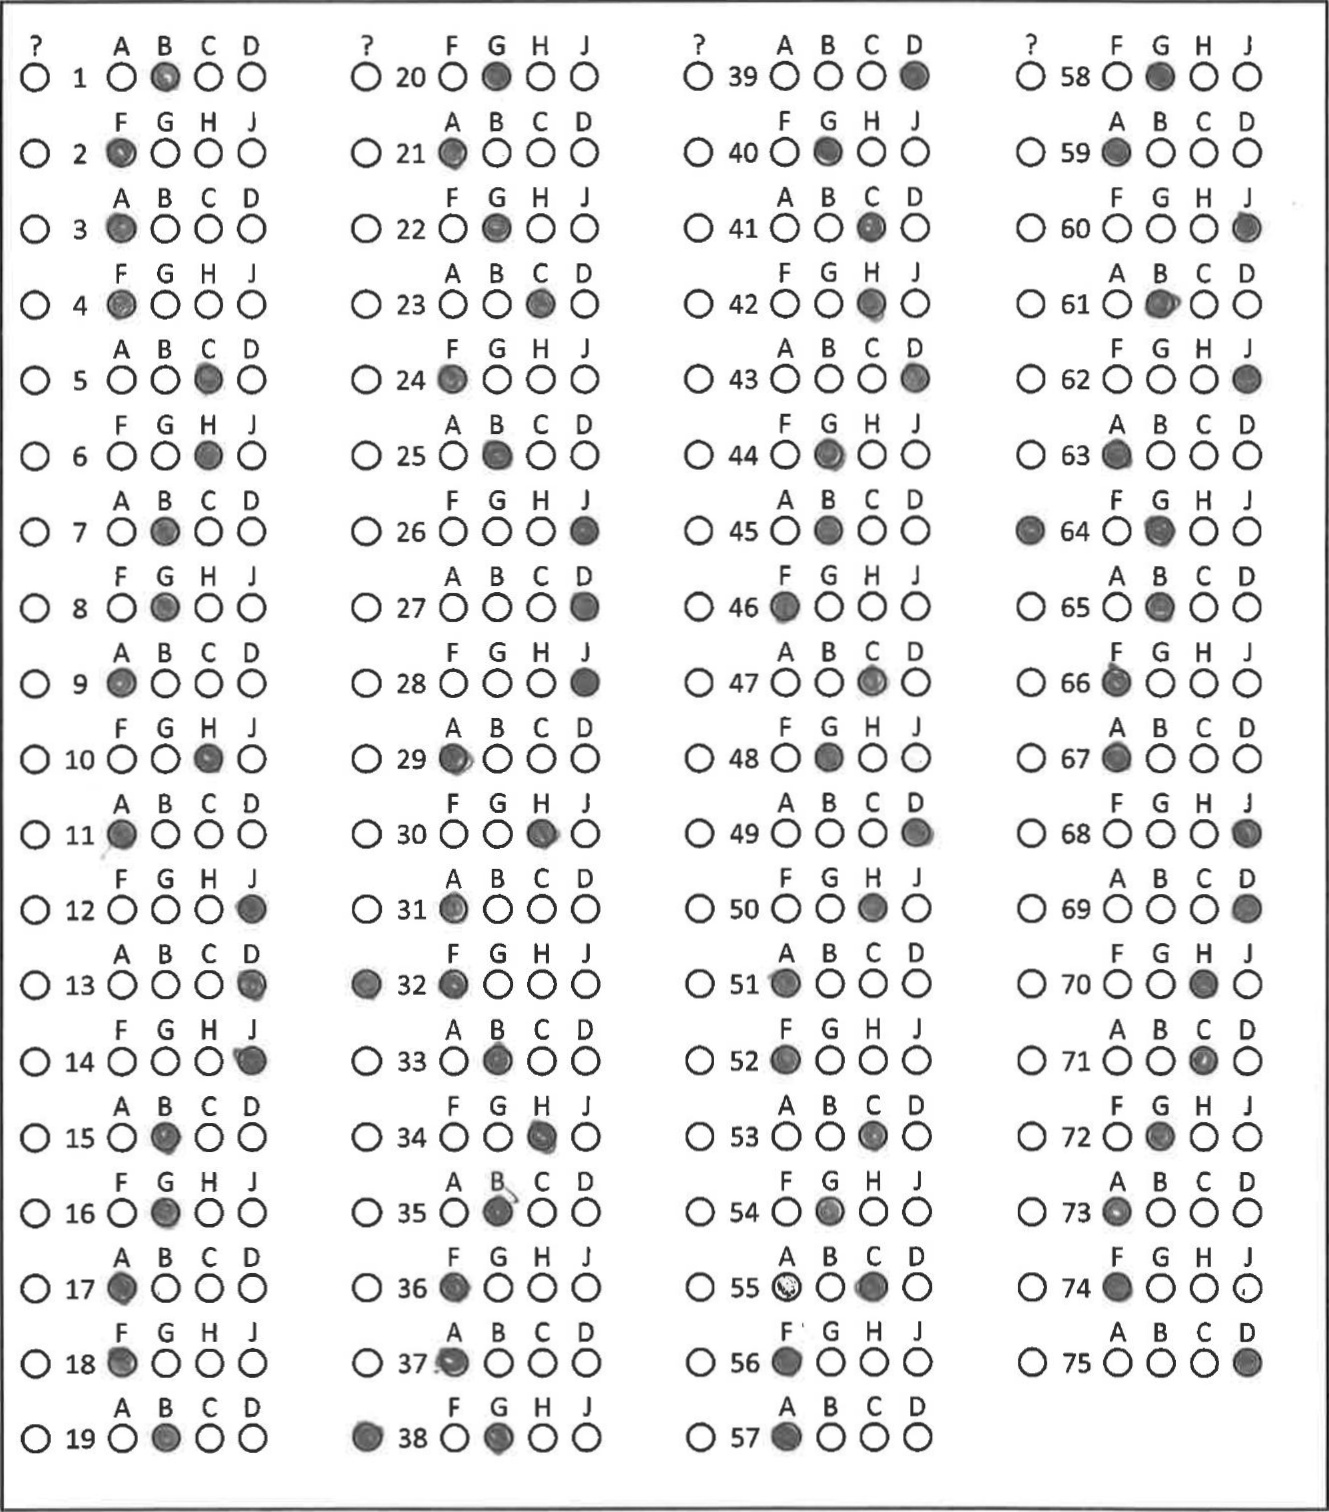 ? A B C D
1
F G H J
2
A B C D
3
F G H J
4
A B C D
5
F G H J
6
A B C D
7
F G H J
8
A B C D
9
F G H J
10
A B C D
11
F G H J
12
A B C D
13
F G H J
14
A B C D
15
F G H J
16
A B C D
17
F G H J
18
A B C D
19
? F G H J
20
A B C D
21
F G H J
22
A B C D
23
F G H J
24
A B C D
25
F G H J
26
A B C D
27
F G H J
28
A B C D
29
F G H J
30
A B C D
31
F G H J
32
A B C D
33
F G H J
34
A B C D
35
F G H J
36
A B C D
37
F G H J
38
? A B C D
39
F G H J
40
A B C D
41
F G H J
42
A B C D
43
F G H J
44
A B C D
45
F G H J
46
A B C D
47
F G H J
48
A B C D
49
F G H J
50
A B C D
51
F G H J
52
A B C D
53
F G H J
54
A B C D
55
F G H J
56
A B C D
57
? F G H J
58
A B C D
59
F G H J
60
A B C D
61
F G H J
62
A B C D
63
F G H J
64
A B C D
65
F G H J
66
A B C D
67
F G H J
68
A B C D
69
F G H J
70
A B C D
71
F G H J
72
A B C D
73
F G H J
74
A B C D
75